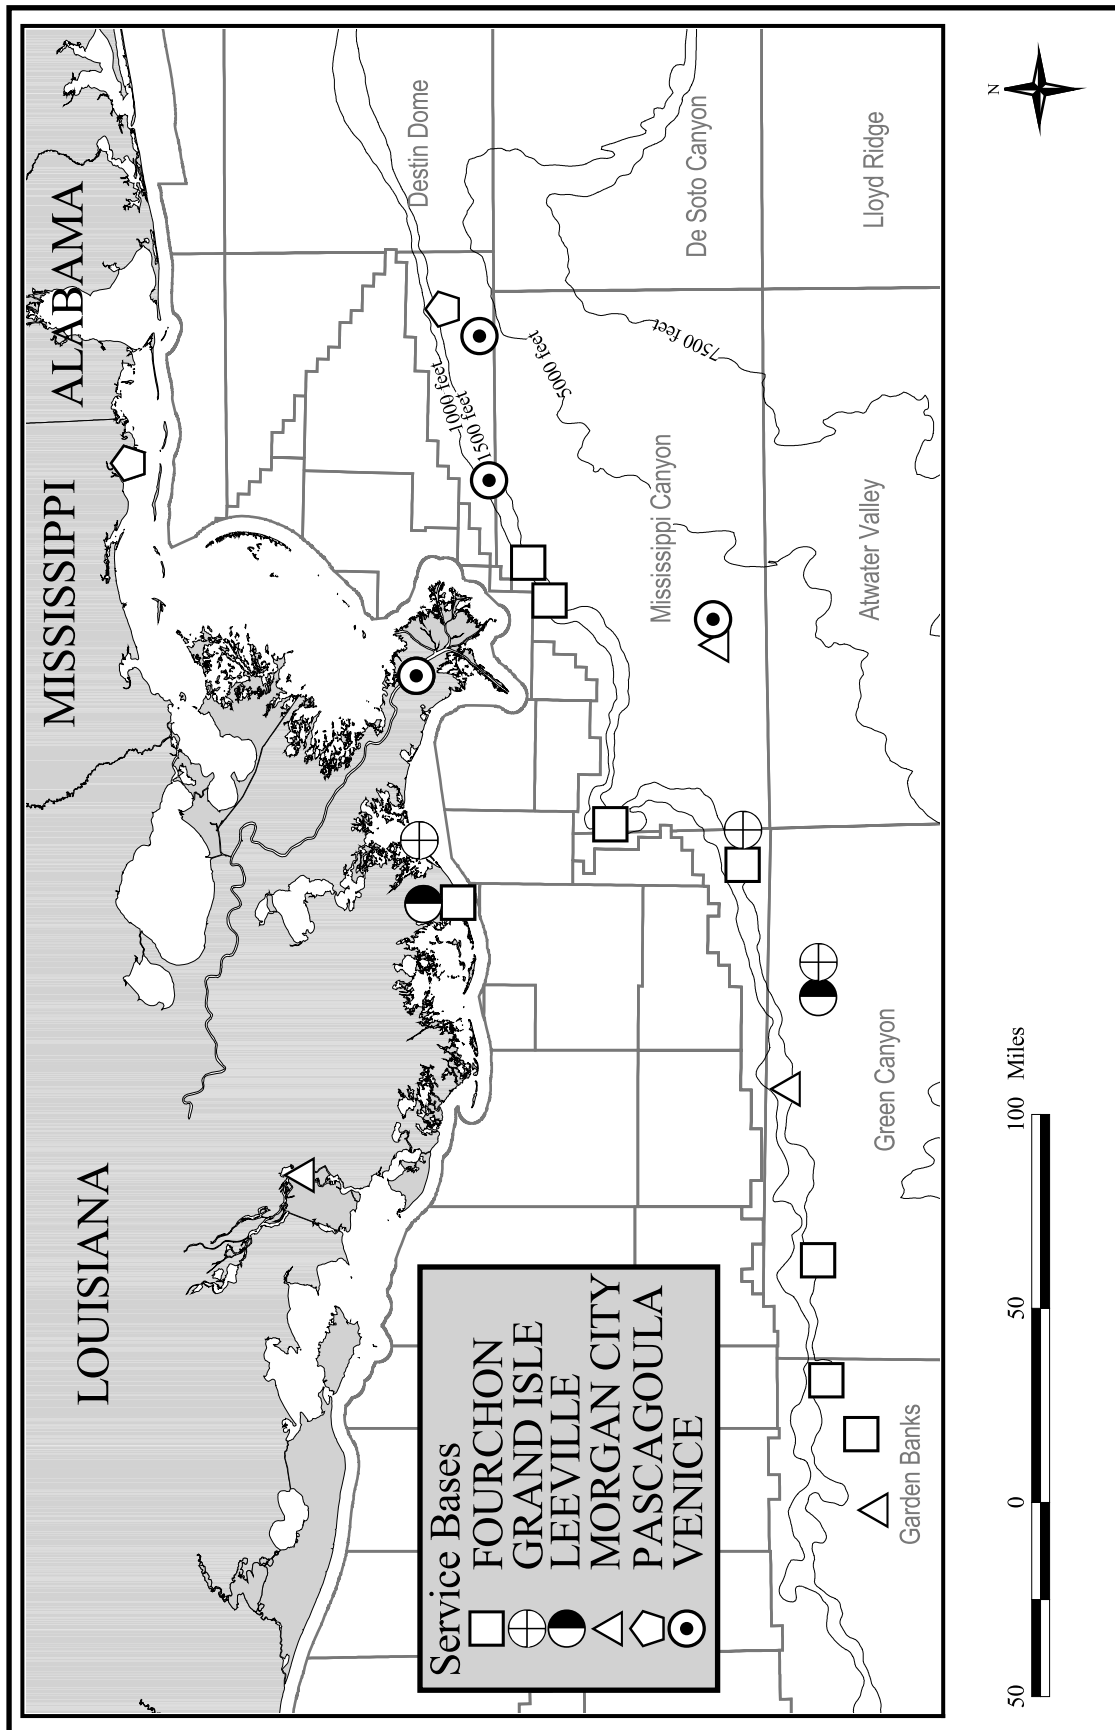 LOUISIANA
MISSISSIPPI
ALABAMA
Destin Dome
De Soto Canyon
Lloyd Ridge
1000 feet
1500 feet
5000 feet
7500 feet
Mississippi Canyon
Atwater Valley
Green Canyon
Garden Banks
Service Bases
FOURCHON
GRAND ISLE
LEEVILLE
MORGAN CITY
PASCAGOULA
VENICE
50 0 50 100 Miles
N